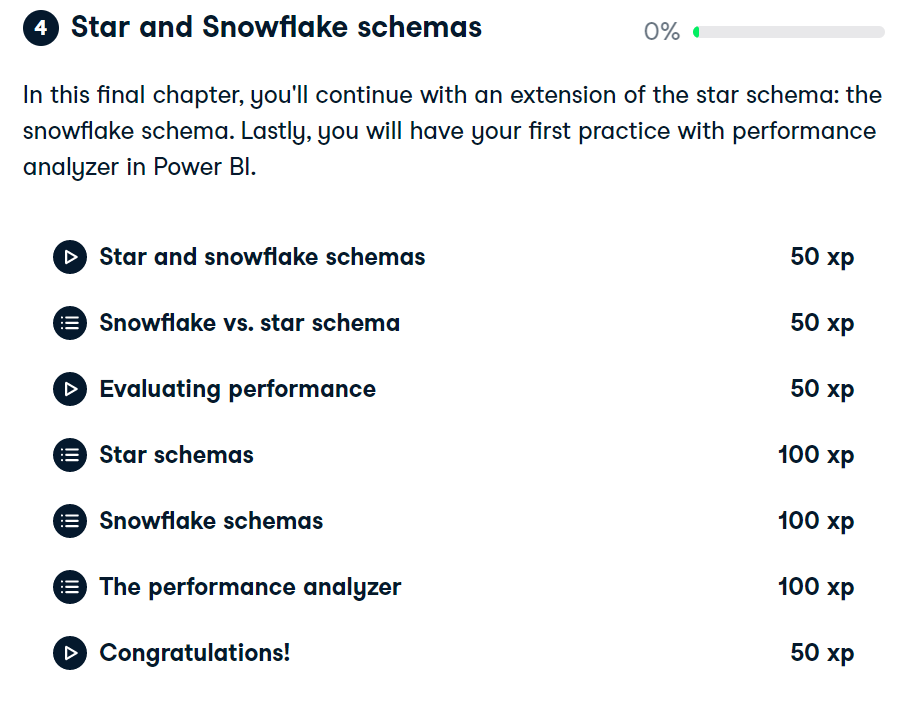 4 Star and Snowflake schemas 0%
In this final chapter, you'll continue with an extension of the star schema: the
snowflake schema. Lastly, you will have your first practice with performance
analyzer in Power BI.
Star and snowflake schemas 50 xp
Snowflake vs. star schema 50 xp
Evaluating performance 50 xp
Star schemas 100 xp
Snowflake schemas 100 xp
The performance analyzer 100 xp
Congratulations! 50 xp